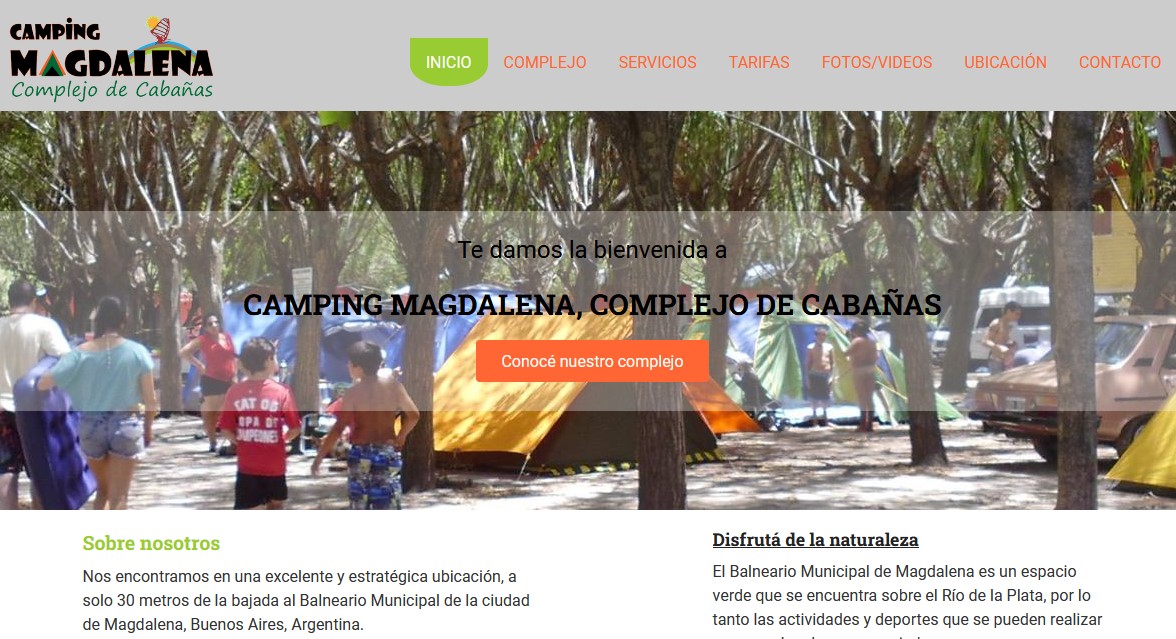 CAMPING
MAGDALENA
Complejo de Cabañas
INICIO
COMPLEJO
SERVICIOS
TARIFAS
FOTOS/VIDEOS
UBICACIÓN
CONTACTO
Te damos la bienvenida a
CAMPING MAGDALENA, COMPLEJO DE CABAÑAS
Conocé nuestro complejo
Sobre nosotros
Nos encontramos en una excelente y estratégica ubicación, a
solo 30 metros de la bajada al Balneario Municipal de la ciudad
de Magdalena, Buenos Aires, Argentina.
Disfrutá de la naturaleza
El Balneario Municipal de Magdalena es un espacio
verde que se encuentra sobre el Río de la Plata, por lo
tanto las actividades y deportes que se pueden realizar